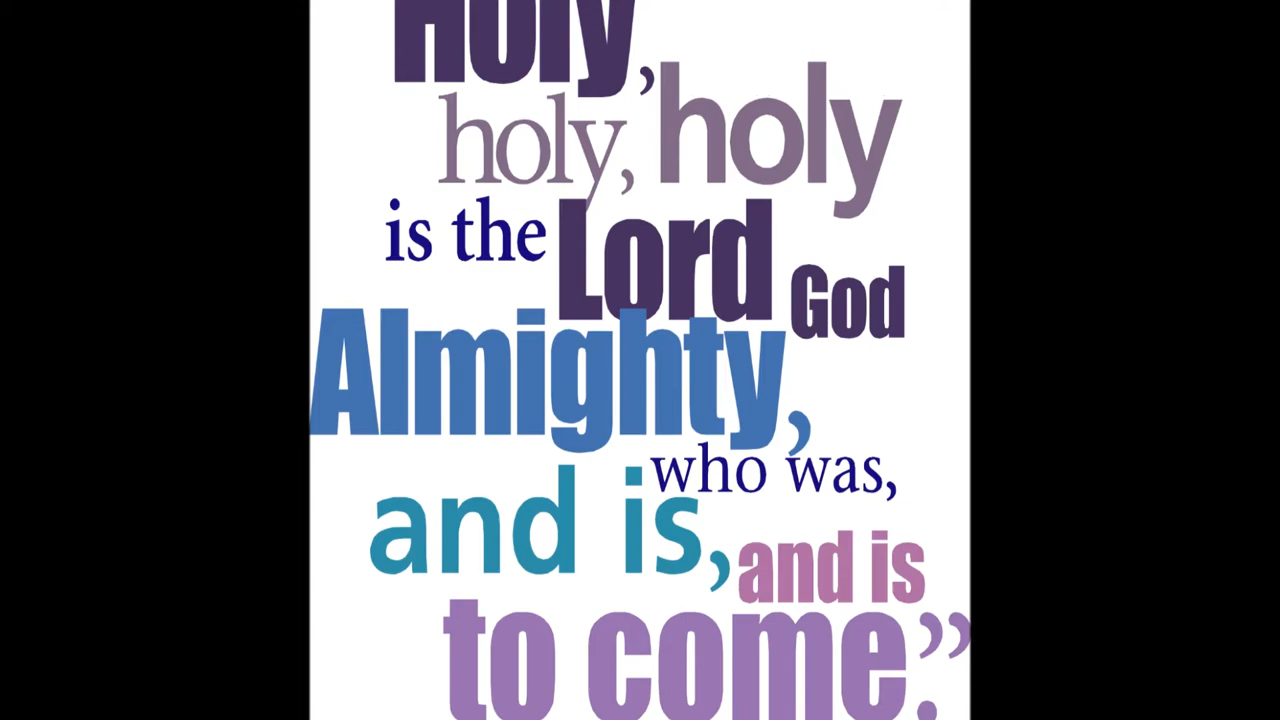 Holy,
holy, holy
is the Lord God
Almighty,
who was,
and is, and is
to come.”